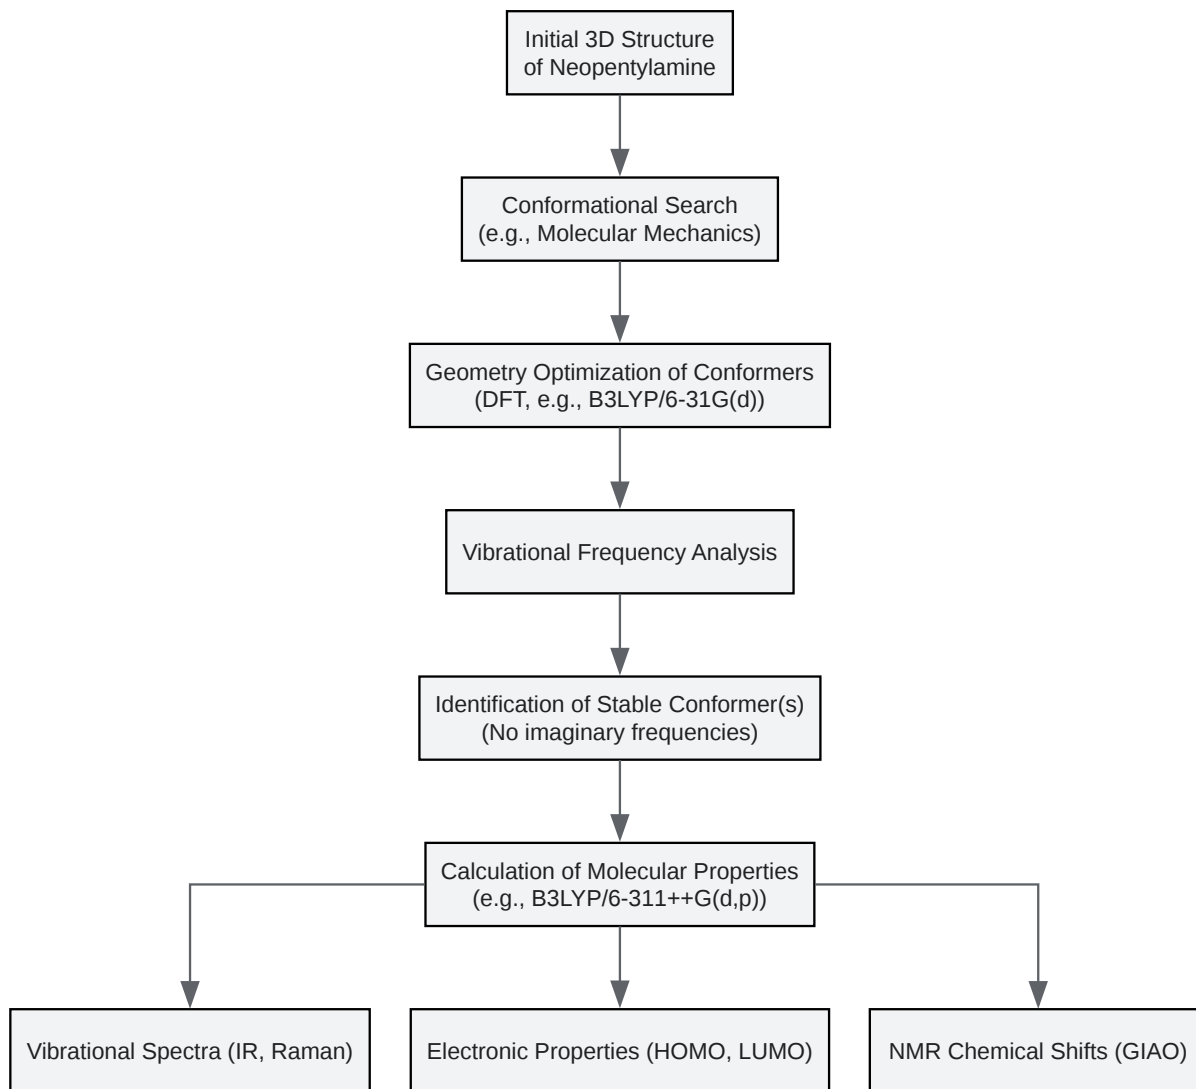 Initial 3D Structure
of Neopentylamine
Conformational Search
(e.g., Molecular Mechanics)
Geometry Optimization of Conformers
(DFT, e.g., B3LYP/6-31G(d))
Vibrational Frequency Analysis
Identification of Stable Conformer(s)
(No imaginary frequencies)
Calculation of Molecular Properties
(e.g., B3LYP/6-311++G(d,p))
Vibrational Spectra (IR, Raman)
Electronic Properties (HOMO, LUMO)
NMR Chemical Shifts (GIAO)